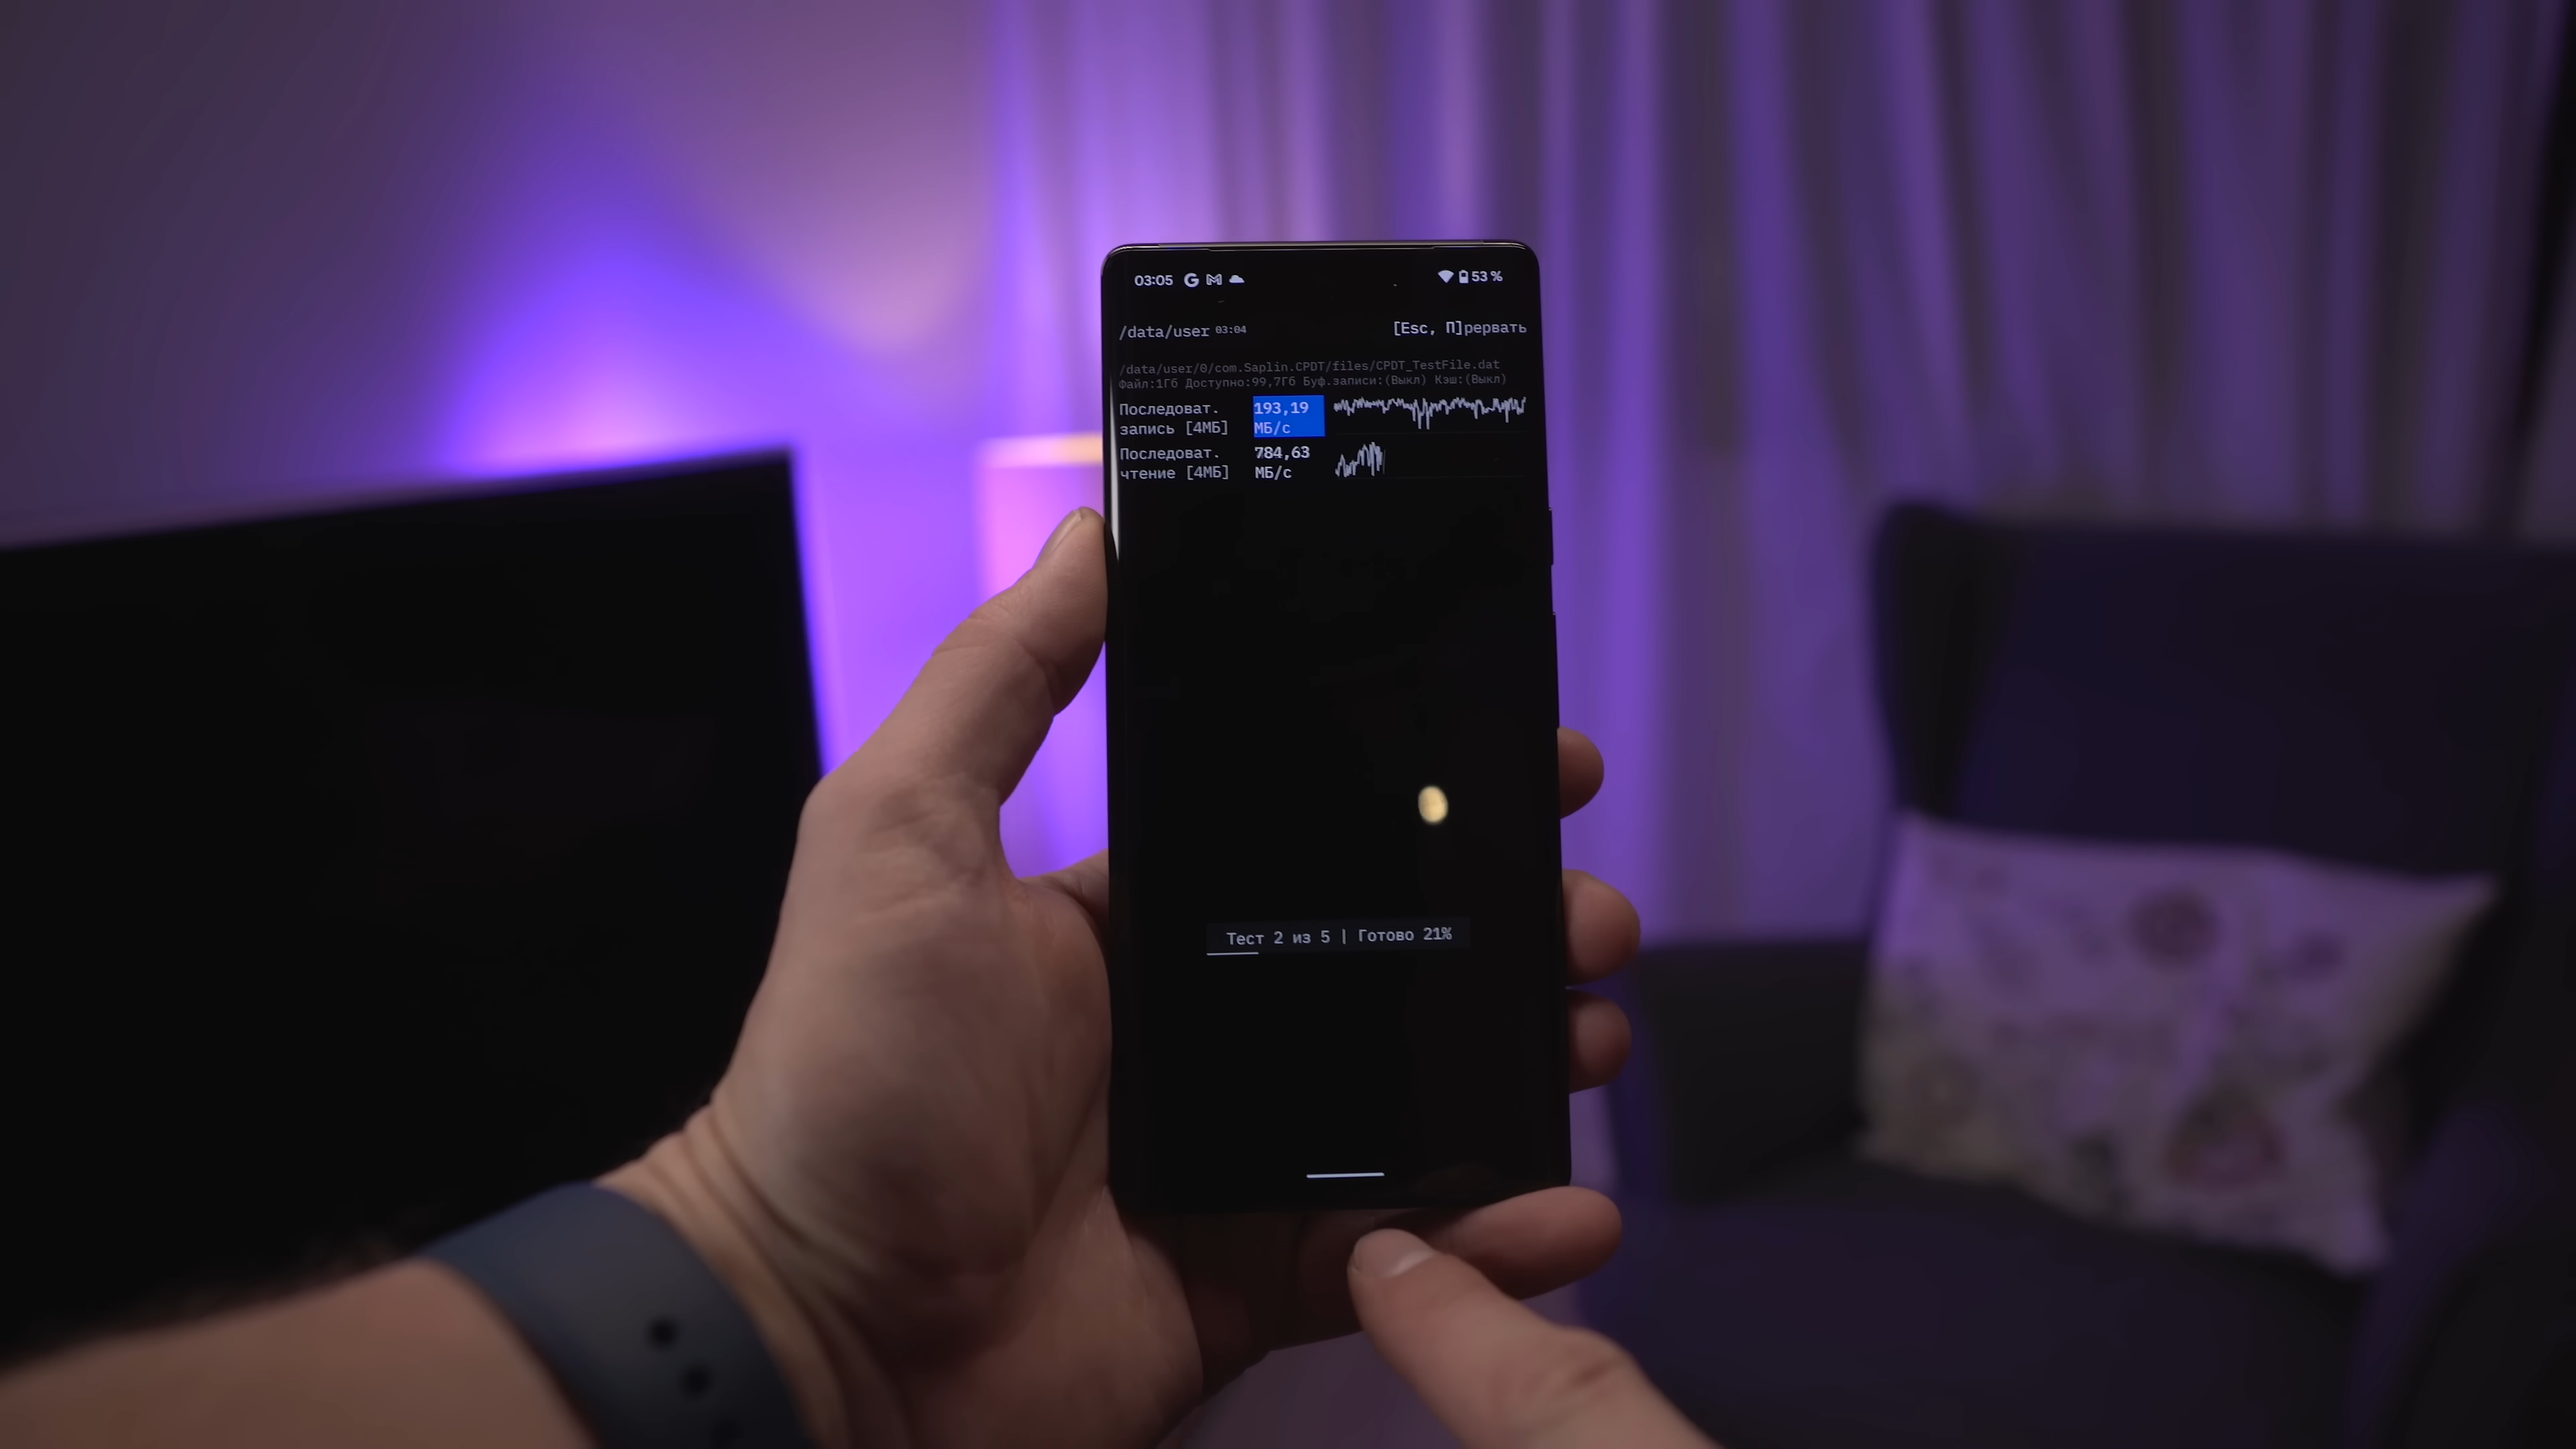 03:05 53 %
/data/user 03:04 [Esc, П]рервать
/data/user/0/com.Saplin.CPDT/files/CPDT_TestFile.dat
Файл:1Гб Доступно:99,7Гб Буф.записи:(Выкл) Кэш:(Выкл)
Последоват. 193,19
запись [4МБ] МБ/с
Последоват. 784,63
чтение [4МБ] МБ/с
Тест 2 из 5 | Готово 21%